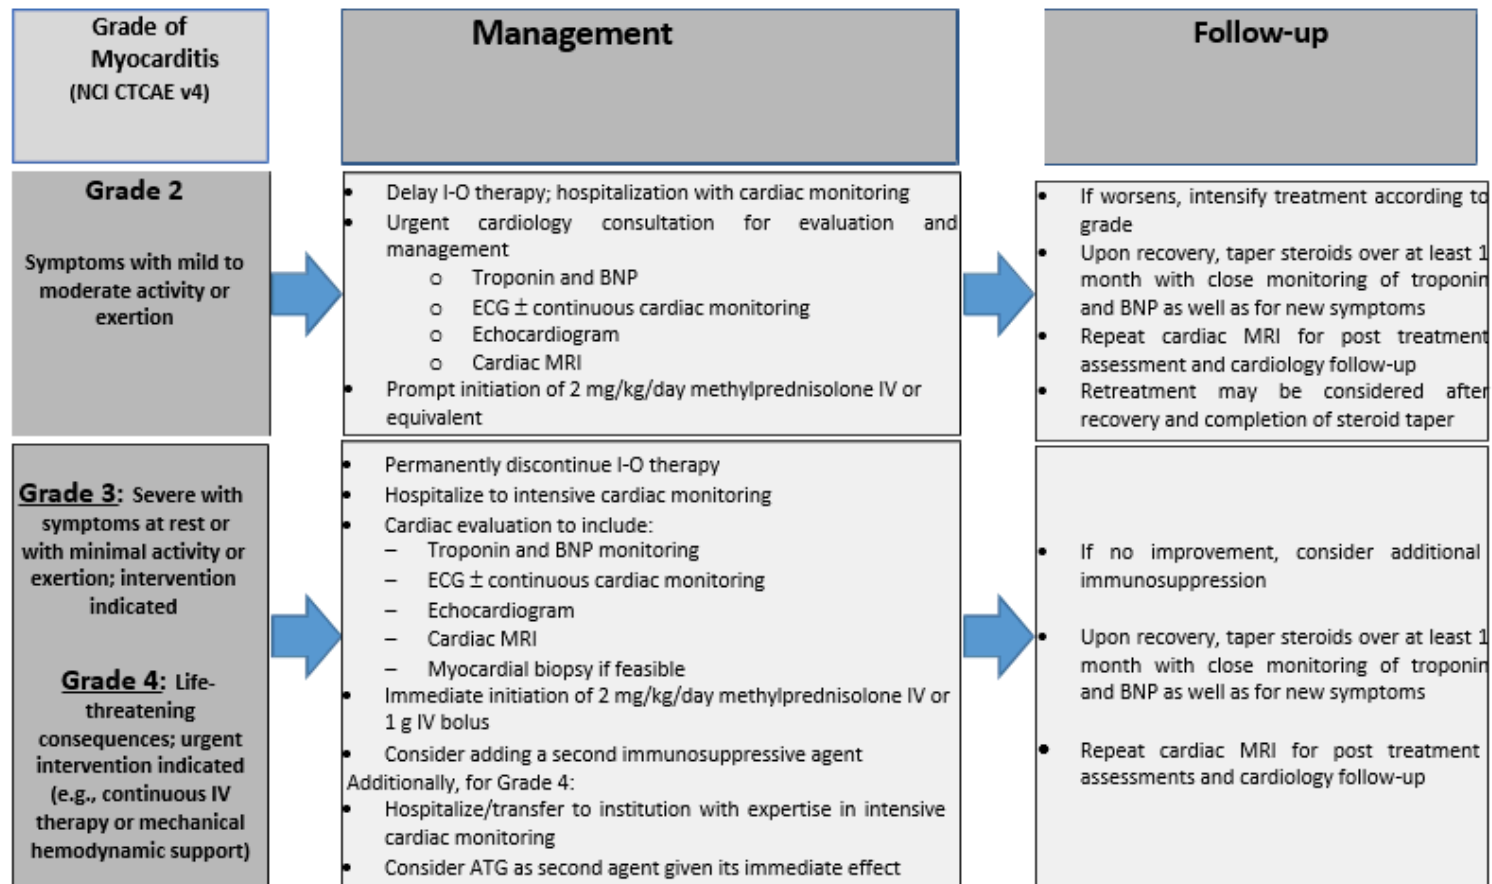 Grade of
Myocarditis
(NCI CTCAE v4)
Management
Follow-up
Grade 2
Symptoms with mild to
moderate activity or
exertion
• Delay I-O therapy; hospitalization with cardiac monitoring
• Urgent cardiology consultation for evaluation and
management
o Troponin and BNP
o ECG ± continuous cardiac monitoring
o Echocardiogram
o Cardiac MRI
• Prompt initiation of 2 mg/kg/day methylprednisolone IV or
equivalent
• If worsens, intensify treatment according to
grade
• Upon recovery, taper steroids over at least 1
month with close monitoring of troponin
and BNP as well as for new symptoms
• Repeat cardiac MRI for post treatment
assessment and cardiology follow-up
• Retreatment may be considered after
recovery and completion of steroid taper
Grade 3: Severe with
symptoms at rest or
with minimal activity or
exertion; intervention
indicated
Grade 4: Life-
threatening
consequences; urgent
intervention indicated
(e.g., continuous IV
therapy or mechanical
hemodynamic support)
• Permanently discontinue I-O therapy
• Hospitalize to intensive cardiac monitoring
• Cardiac evaluation to include:
– Troponin and BNP monitoring
– ECG ± continuous cardiac monitoring
– Echocardiogram
– Cardiac MRI
– Myocardial biopsy if feasible
• Immediate initiation of 2 mg/kg/day methylprednisolone IV or
1 g IV bolus
• Consider adding a second immunosuppressive agent
Additionally, for Grade 4:
• Hospitalize/transfer to institution with expertise in intensive
cardiac monitoring
• Consider ATG as second agent given its immediate effect
• If no improvement, consider additional
immunosuppression
• Upon recovery, taper steroids over at least 1
month with close monitoring of troponin
and BNP as well as for new symptoms
• Repeat cardiac MRI for post treatment
assessments and cardiology follow-up